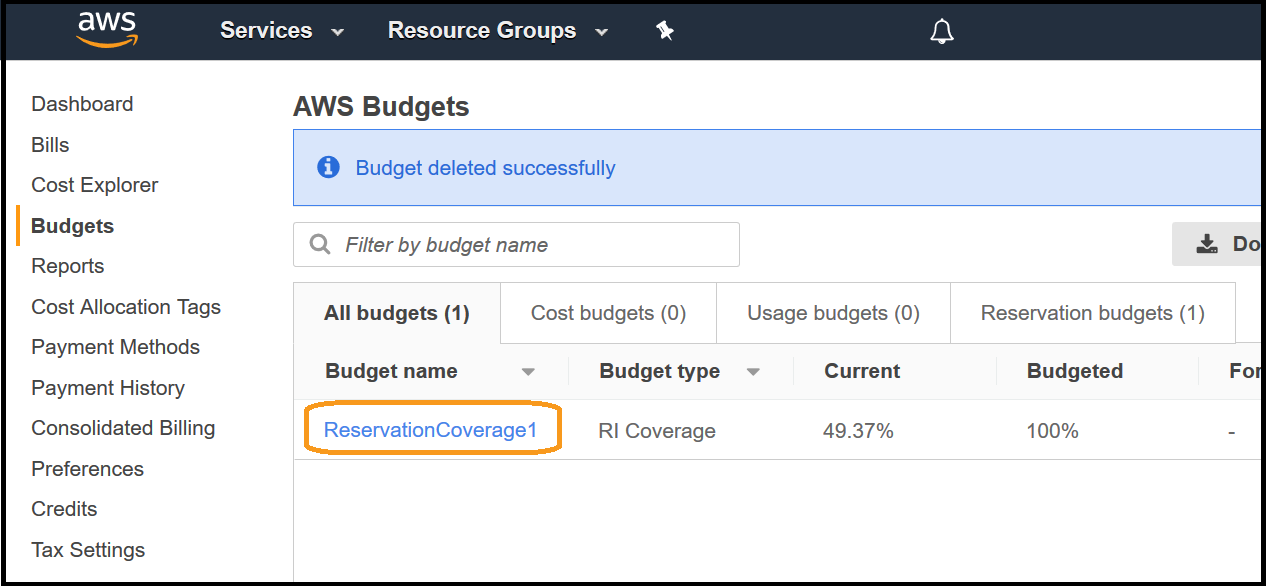 aws Services Resource Groups
Dashboard
Bills
Cost Explorer
Budgets
Reports
Cost Allocation Tags
Payment Methods
Payment History
Consolidated Billing
Preferences
Credits
Tax Settings
AWS Budgets
Budget deleted successfully
Filter by budget name Do
All budgets (1) Cost budgets (0) Usage budgets (0) Reservation budgets (1)
Budget name Budget type Current Budgeted For
ReservationCoverage1 RI Coverage 49.37% 100% -